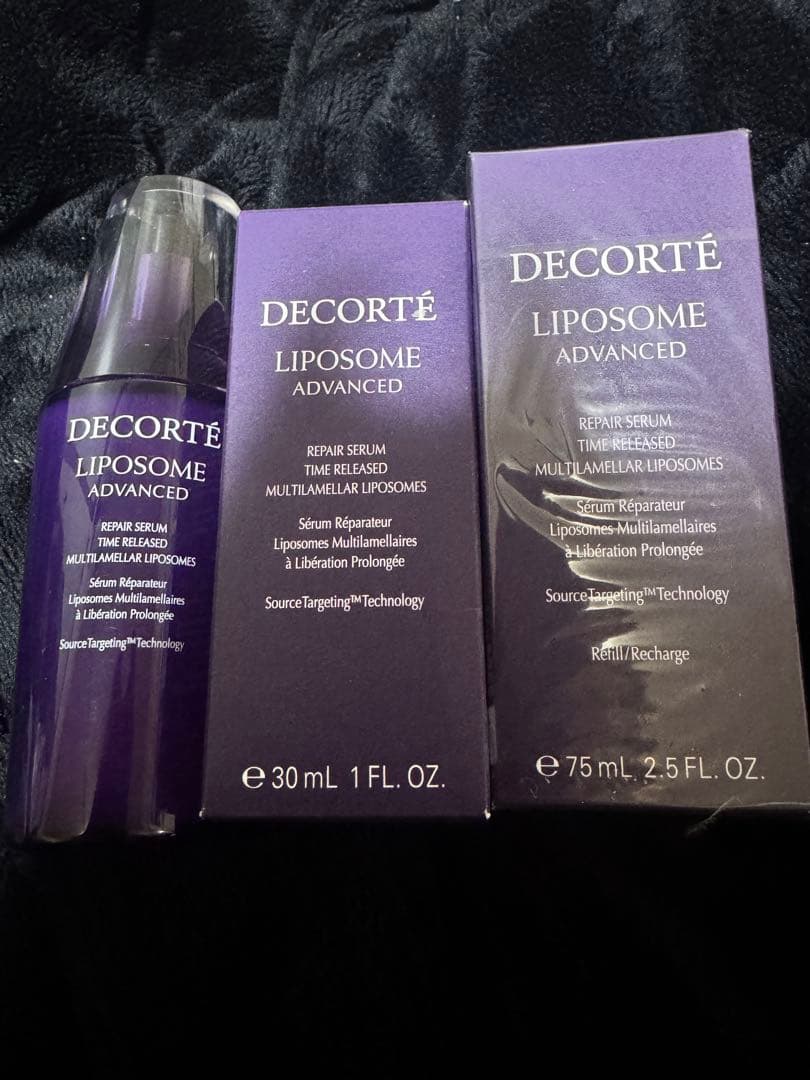 DECORTÉ
LIPOSOME
ADVANCED
REPAIR SERUM
TIME RELEASED
MULTILAMELLAR LIPOSOMES
Sérum Réparateur
Liposomes Multilamellaires
à Libération Prolongée
SourceTargeting™Technology
DECORTÉ
LIPOSOME
ADVANCED
REPAIR SERUM
TIME RELEASED
MULTILAMELLAR LIPOSOMES
Sérum Réparateur
Liposomes Multilamellaires
à Libération Prolongée
SourceTargeting™Technology
℮ 30 mL 1 FL. OZ.
DECORTÉ
LIPOSOME
ADVANCED
REPAIR SERUM
TIME RELEASED
MULTILAMELLAR LIPOSOMES
Sérum Réparateur
Liposomes Multilamellaires
à Libération Prolongée
SourceTargeting™Technology
Refill/Recharge
℮ 75 mL 2.5 FL. OZ.